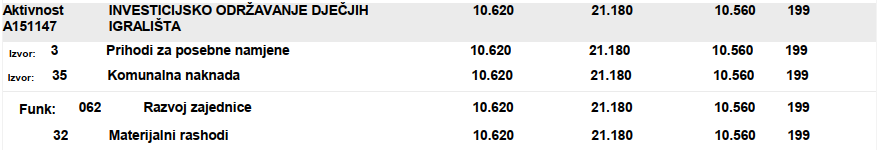 Aktivnost INVESTICIJSKO ODRŽAVANJE DJEČJIH 10.620 21.180 10.560 199
A151147 IGRALIŠTA
Izvor: 3 Prihodi za posebne namjene 10.620 21.180 10.560 199
Izvor: 35 Komunalna naknada 10.620 21.180 10.560 199
Funk: 062 Razvoj zajednice 10.620 21.180 10.560 199
32 Materijalni rashodi 10.620 21.180 10.560 199